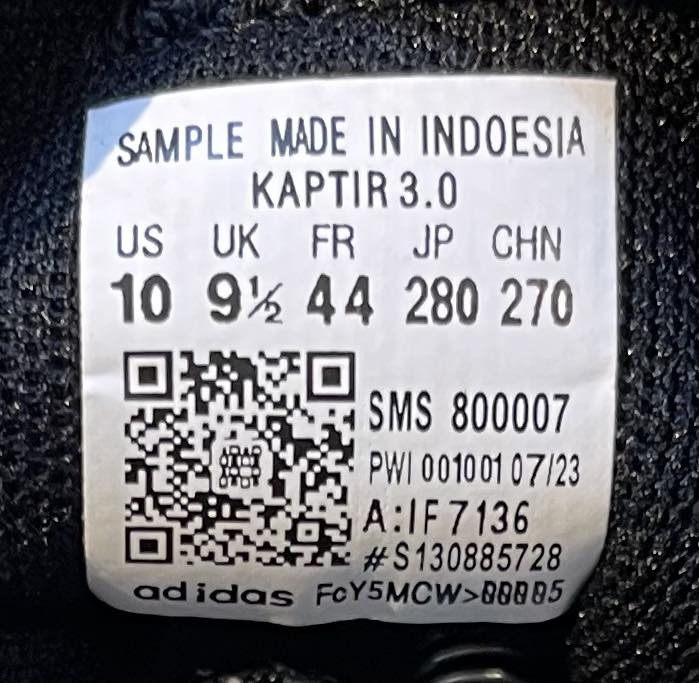 SAMPLE MADE IN INDOESIA
KAPTIR 3.0
US UK FR JP CHN
10 9½ 44 280 270
SMS 800007
PWI 001001 07/23
A:IF7136
#S130885728
adidas FcY5MCW>00005